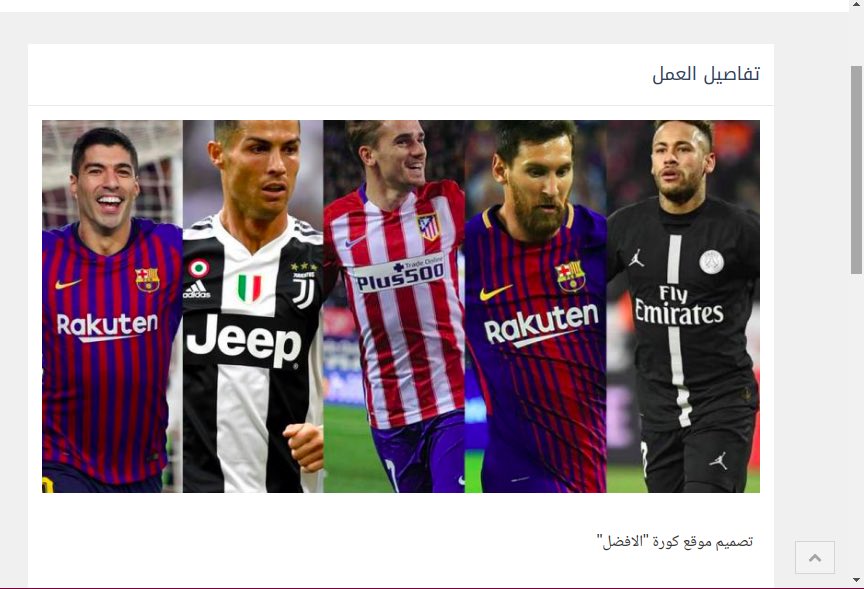 تفاصيل العمل
Rakuten
adidas
Jeep
Trade Online
Plus500
Rakuten
Fly
Emirates
تصميم موقع كورة "الافضل"